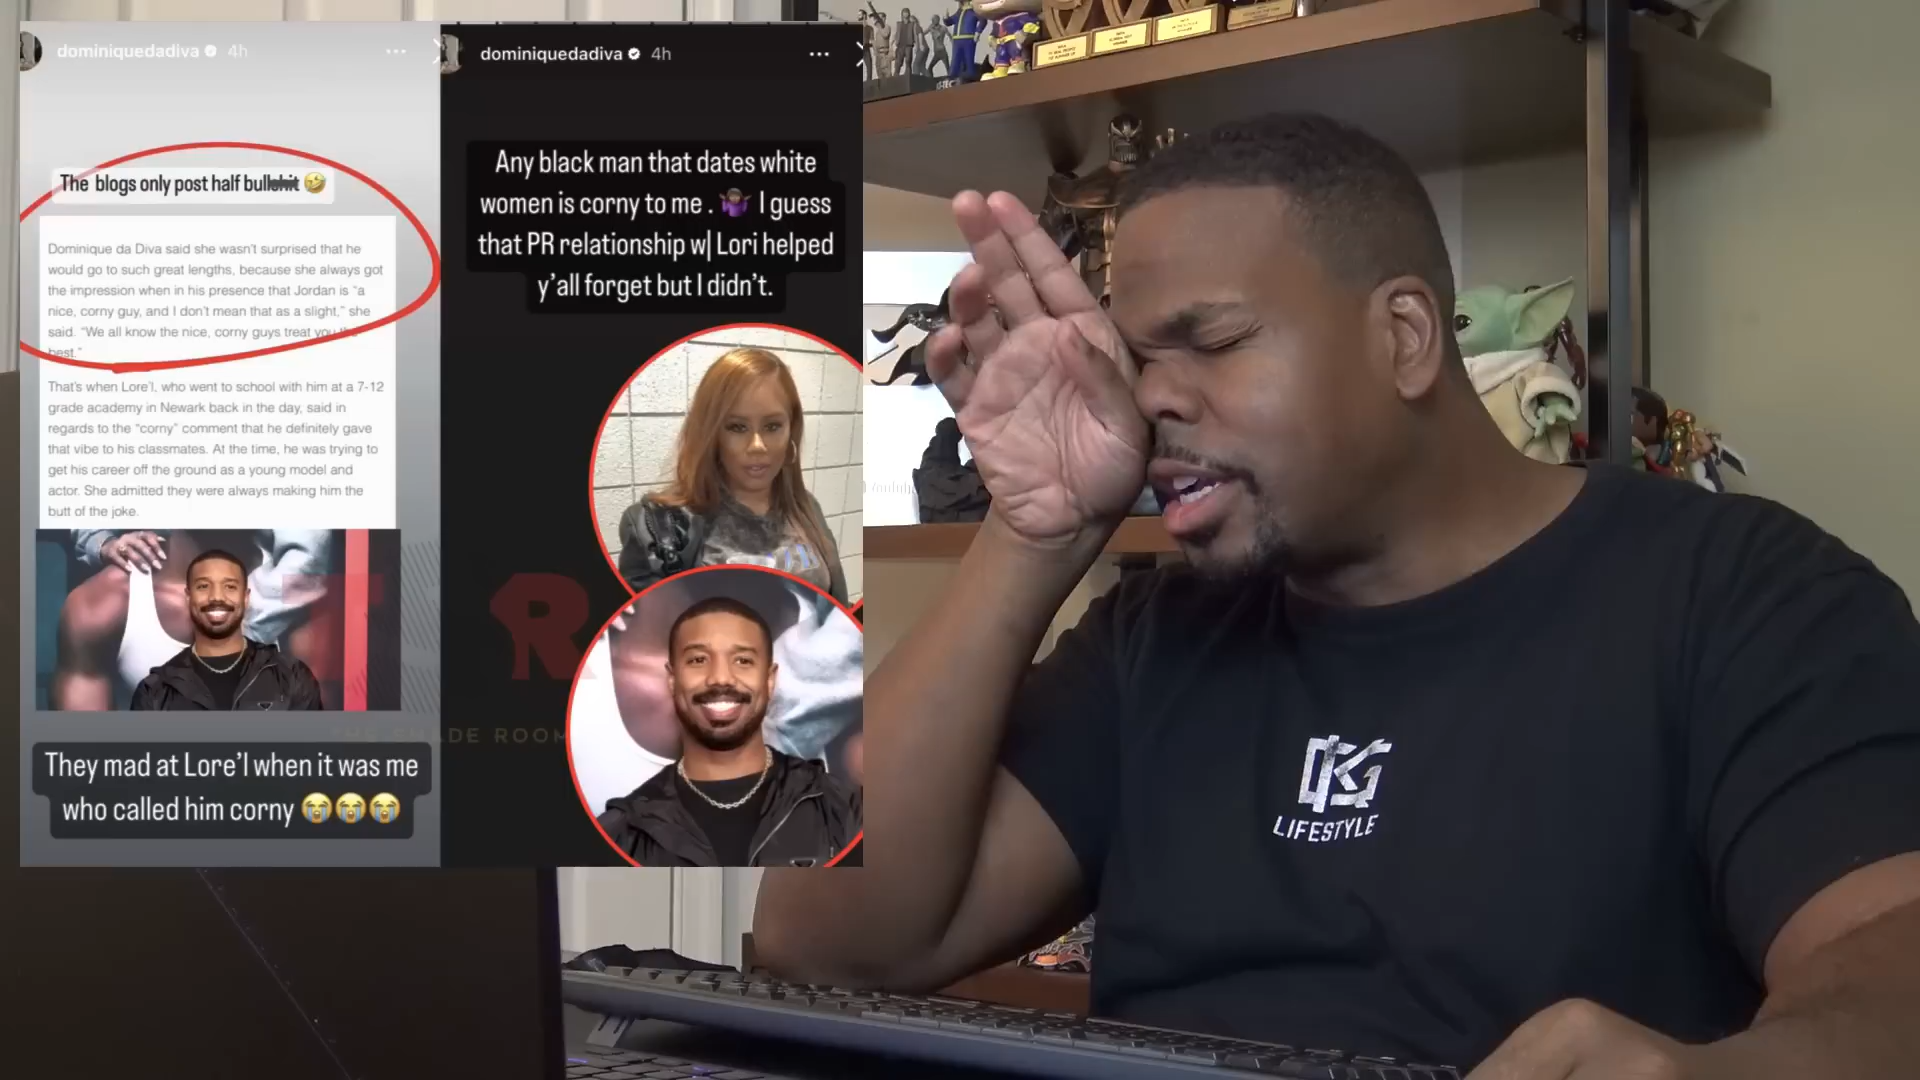 dominiquedadiva 4h
The blogs only post half bullshit 🤣
Dominique da Diva said she wasn't surprised that he
would go to such great lengths, because she always got
the impression when in his presence that Jordan is "a
nice, corny guy, and I don't mean that as a slight," she
said. "We all know the nice, corny guys treat you the
best."
That's when Lore'l, who went to school with him at a 7-12
grade academy in Newark back in the day, said in
regards to the "corny" comment that he definitely gave
that vibe to his classmates. At the time, he was trying to
get his career off the ground as a young model and
actor. She admitted they were always making him the
butt of the joke.
They mad at Lore'l when it was me
who called him corny 😭😭😭
dominiquedadiva 4h
Any black man that dates white
women is corny to me . 🤷🏾‍♀️ I guess
that PR relationship w| Lori helped
y'all forget but I didn't.
R
SHADE ROOM
LIFESTYLE